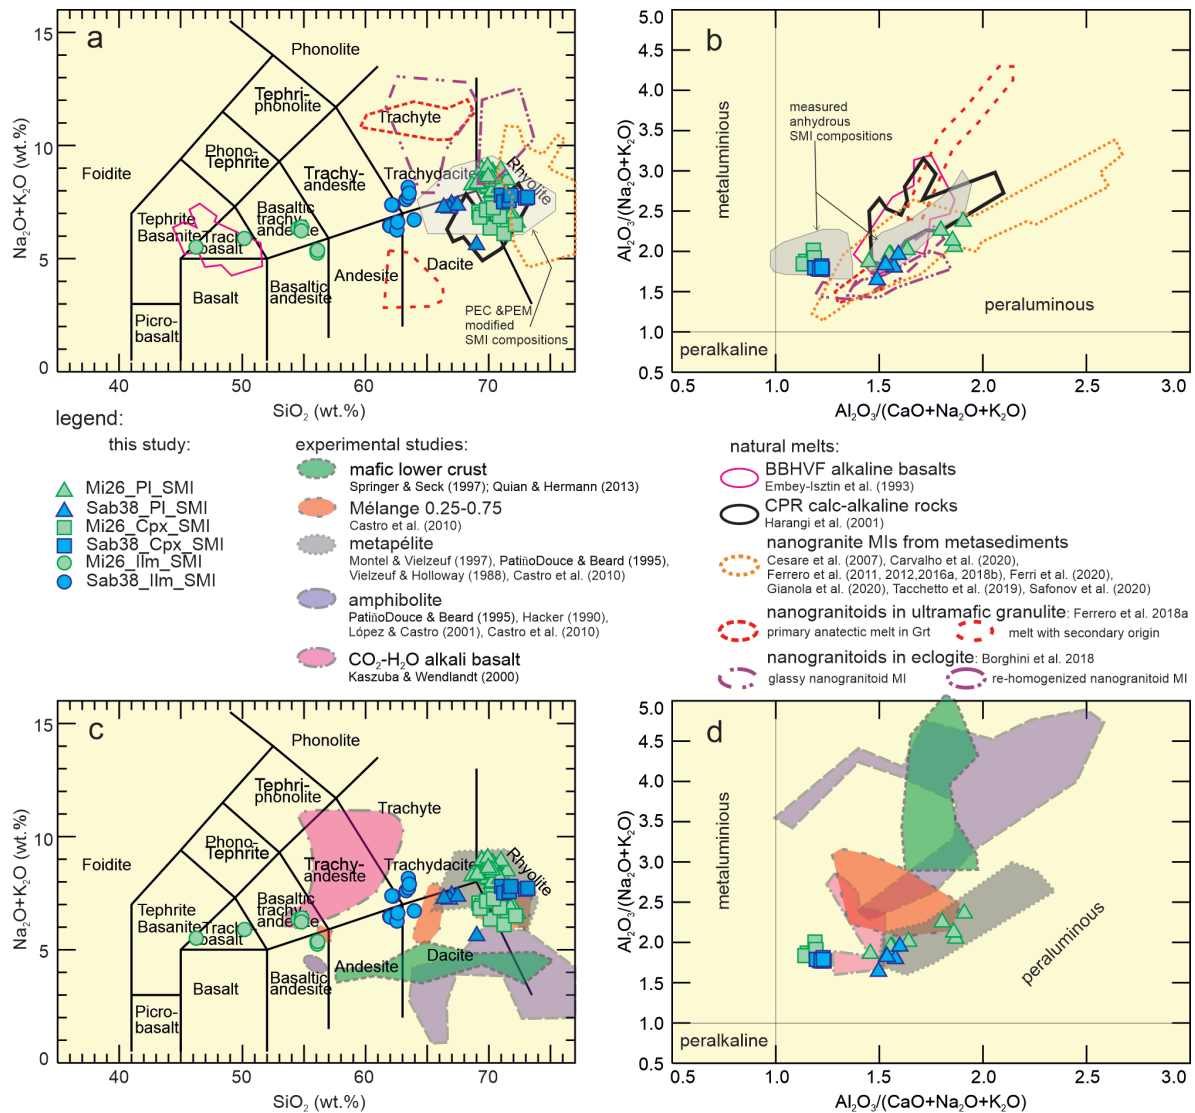 a
15
10
5
0
Na2O+K2O (wt.%)
Phonolite
Tephri-
phonolite
Trachyte
Phono-
Tephrite
Foidite
Trachy-
andesite
Trachydacite
Rhyolite
Tephrite
Basanite
Trachy
basalt
Basaltic
trachy
andesite
Basalt
Basaltic
andesite
Andesite
Dacite
Picro-
basalt
PEC &PEM
modified
SMI compositions
40
50
60
70
SiO2 (wt.%)
b
5.0
4.5
4.0
3.5
3.0
2.5
2.0
1.5
1.0
0.5
Al2O3/(Na2O+K2O)
metaluminious
measured
anhydrous
SMI compositions
peraluminous
peralkaline
0.5
1.0
1.5
2.0
2.5
3.0
Al2O3/(CaO+Na2O+K2O)
legend:
this study:
Mi26_Pl_SMI
Sab38_Pl_SMI
Mi26_Cpx_SMI
Sab38_Cpx_SMI
Mi26_Ilm_SMI
Sab38_Ilm_SMI
experimental studies:
mafic lower crust
Springer & Seck (1997); Quian & Hermann (2013)
Mélange 0.25-0.75
Castro et al. (2010)
metapélite
Montel & Vielzeuf (1997), PatiñoDouce & Beard (1995),
Vielzeuf & Holloway (1988), Castro et al. (2010)
amphibolite
PatiñoDouce & Beard (1995), Hacker (1990),
López & Castro (2001), Castro et al. (2010)
CO2-H2O alkali basalt
Kaszuba & Wendlandt (2000)
natural melts:
BBHVF alkaline basalts
Embey-Isztin et al. (1993)
CPR calc-alkaline rocks
Harangi et al. (2001)
nanogranite MIs from metasediments
Cesare et al. (2007), Carvalho et al. (2020),
Ferrero et al. (2011, 2012,2016a, 2018b), Ferri et al. (2020),
Gianola et al. (2020), Tacchetto et al. (2019), Safonov et al. (2020)
nanogranitoids in ultramafic granulite: Ferrero et al. 2018a
primary anatectic melt in Grt
melt with secondary origin
nanogranitoids in eclogite: Borghini et al. 2018
glassy nanogranitoid MI
re-homogenized nanogranitoid MI
c
15
10
5
0
Na2O+K2O (wt.%)
Phonolite
Tephri-
phonolite
Trachyte
Phono-
Tephrite
Foidite
Trachy-
andesite
Trachydacite
Rhyolite
Tephrite
Basanite
Trachy
basalt
Basaltic
trachy
andesite
Basalt
Basaltic
andesite
Andesite
Dacite
Picro-
basalt
40
50
60
70
SiO2 (wt.%)
d
5.0
4.5
4.0
3.5
3.0
2.5
2.0
1.5
1.0
0.5
Al2O3/(Na2O+K2O)
metaluminious
peraluminous
peralkaline
0.5
1.0
1.5
2.0
2.5
3.0
Al2O3/(CaO+Na2O+K2O)